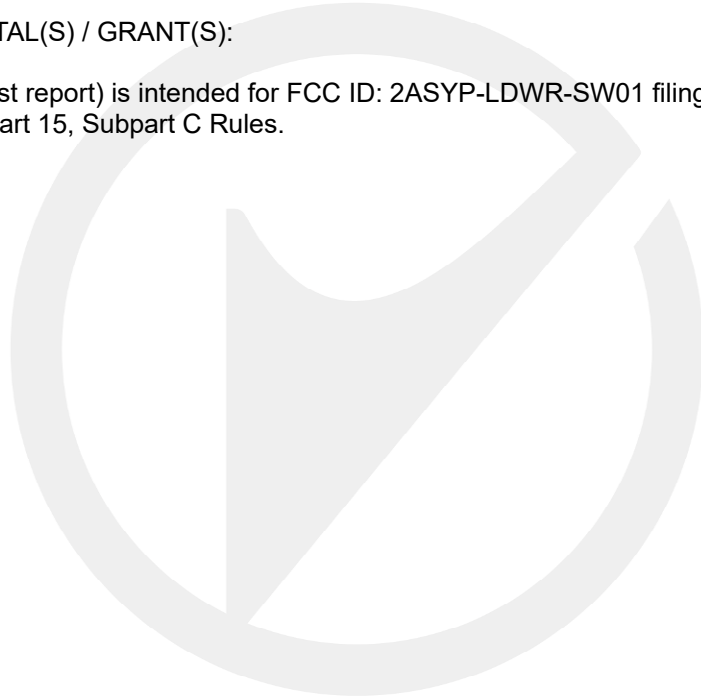 TAL(S) / GRANT(S):
st report) is intended for FCC ID: 2ASYP-LDWR-SW01 filing
art 15, Subpart C Rules.